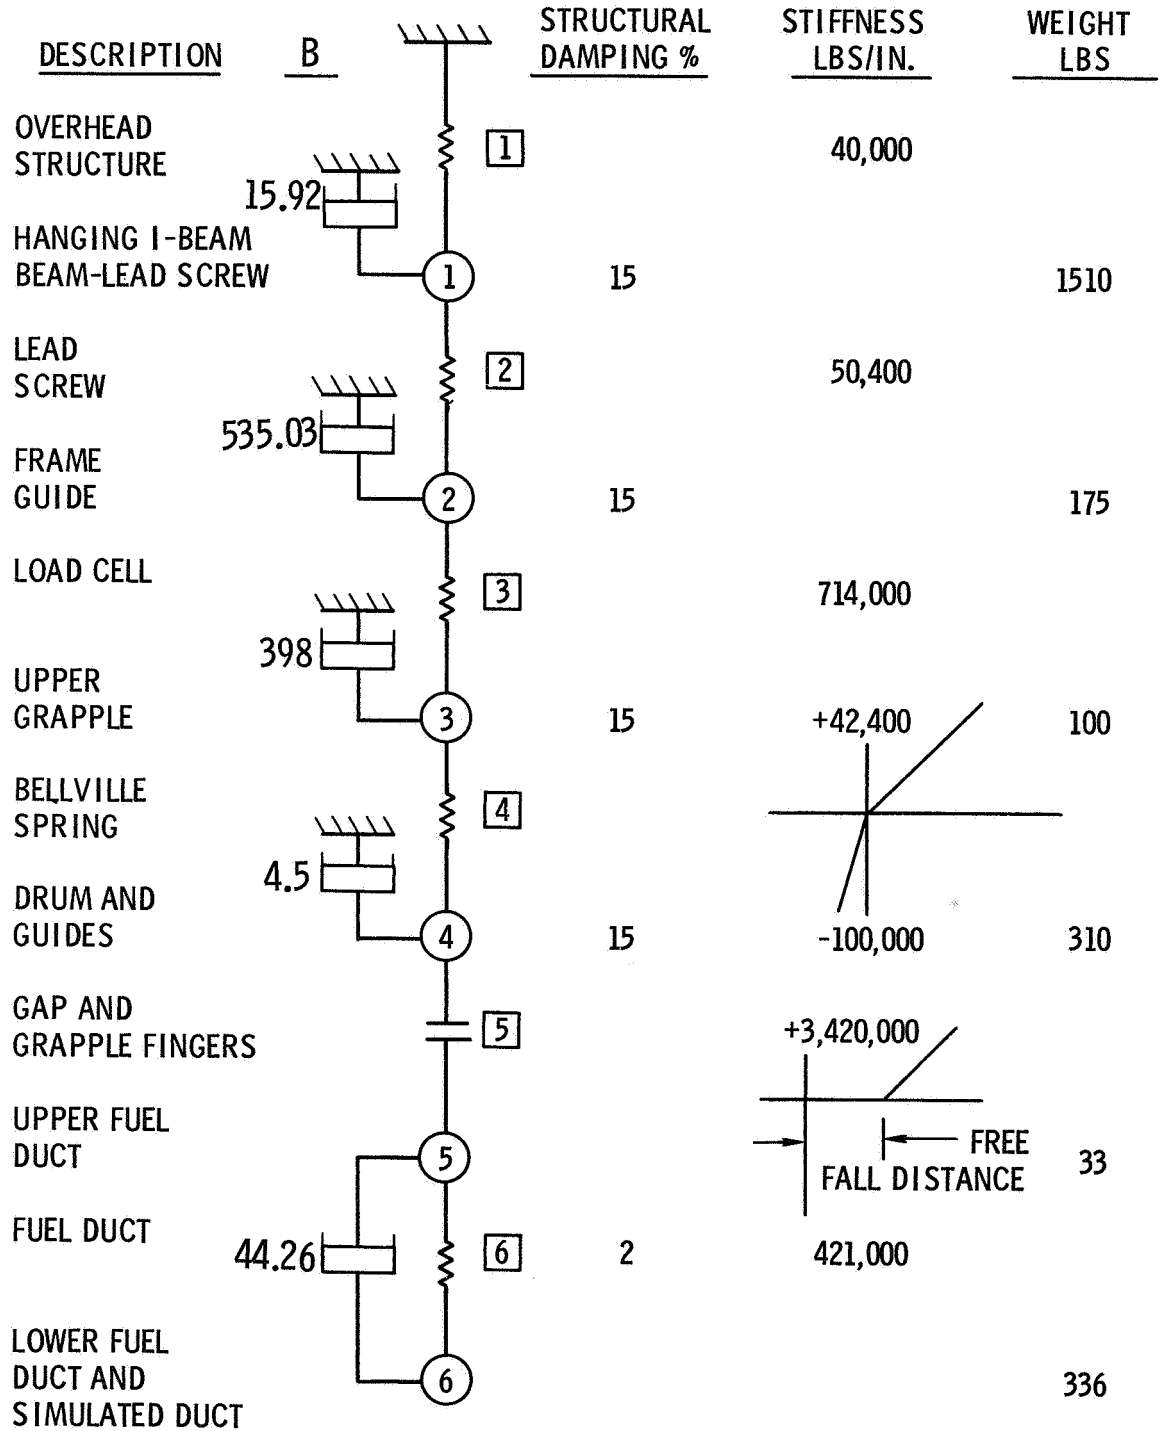 DESCRIPTION B STRUCTURAL DAMPING % STIFFNESS LBS/IN. WEIGHT LBS
OVERHEAD
STRUCTURE
1 40,000
15.92
HANGING I-BEAM
BEAM-LEAD SCREW 1 15 1510
LEAD
SCREW
2 50,400
535.03
FRAME
GUIDE 2 15 175
LOAD CELL
3 714,000
398
UPPER
GRAPPLE 3 15 +42,400 100
BELLVILLE
SPRING
4
4.5
DRUM AND
GUIDES 4 15 -100,000 310
GAP AND
GRAPPLE FINGERS
5 +3,420,000
UPPER FUEL
DUCT 5 33
FREE
FALL DISTANCE
FUEL DUCT
44.26 6 2 421,000
LOWER FUEL
DUCT AND
SIMULATED DUCT 6 336